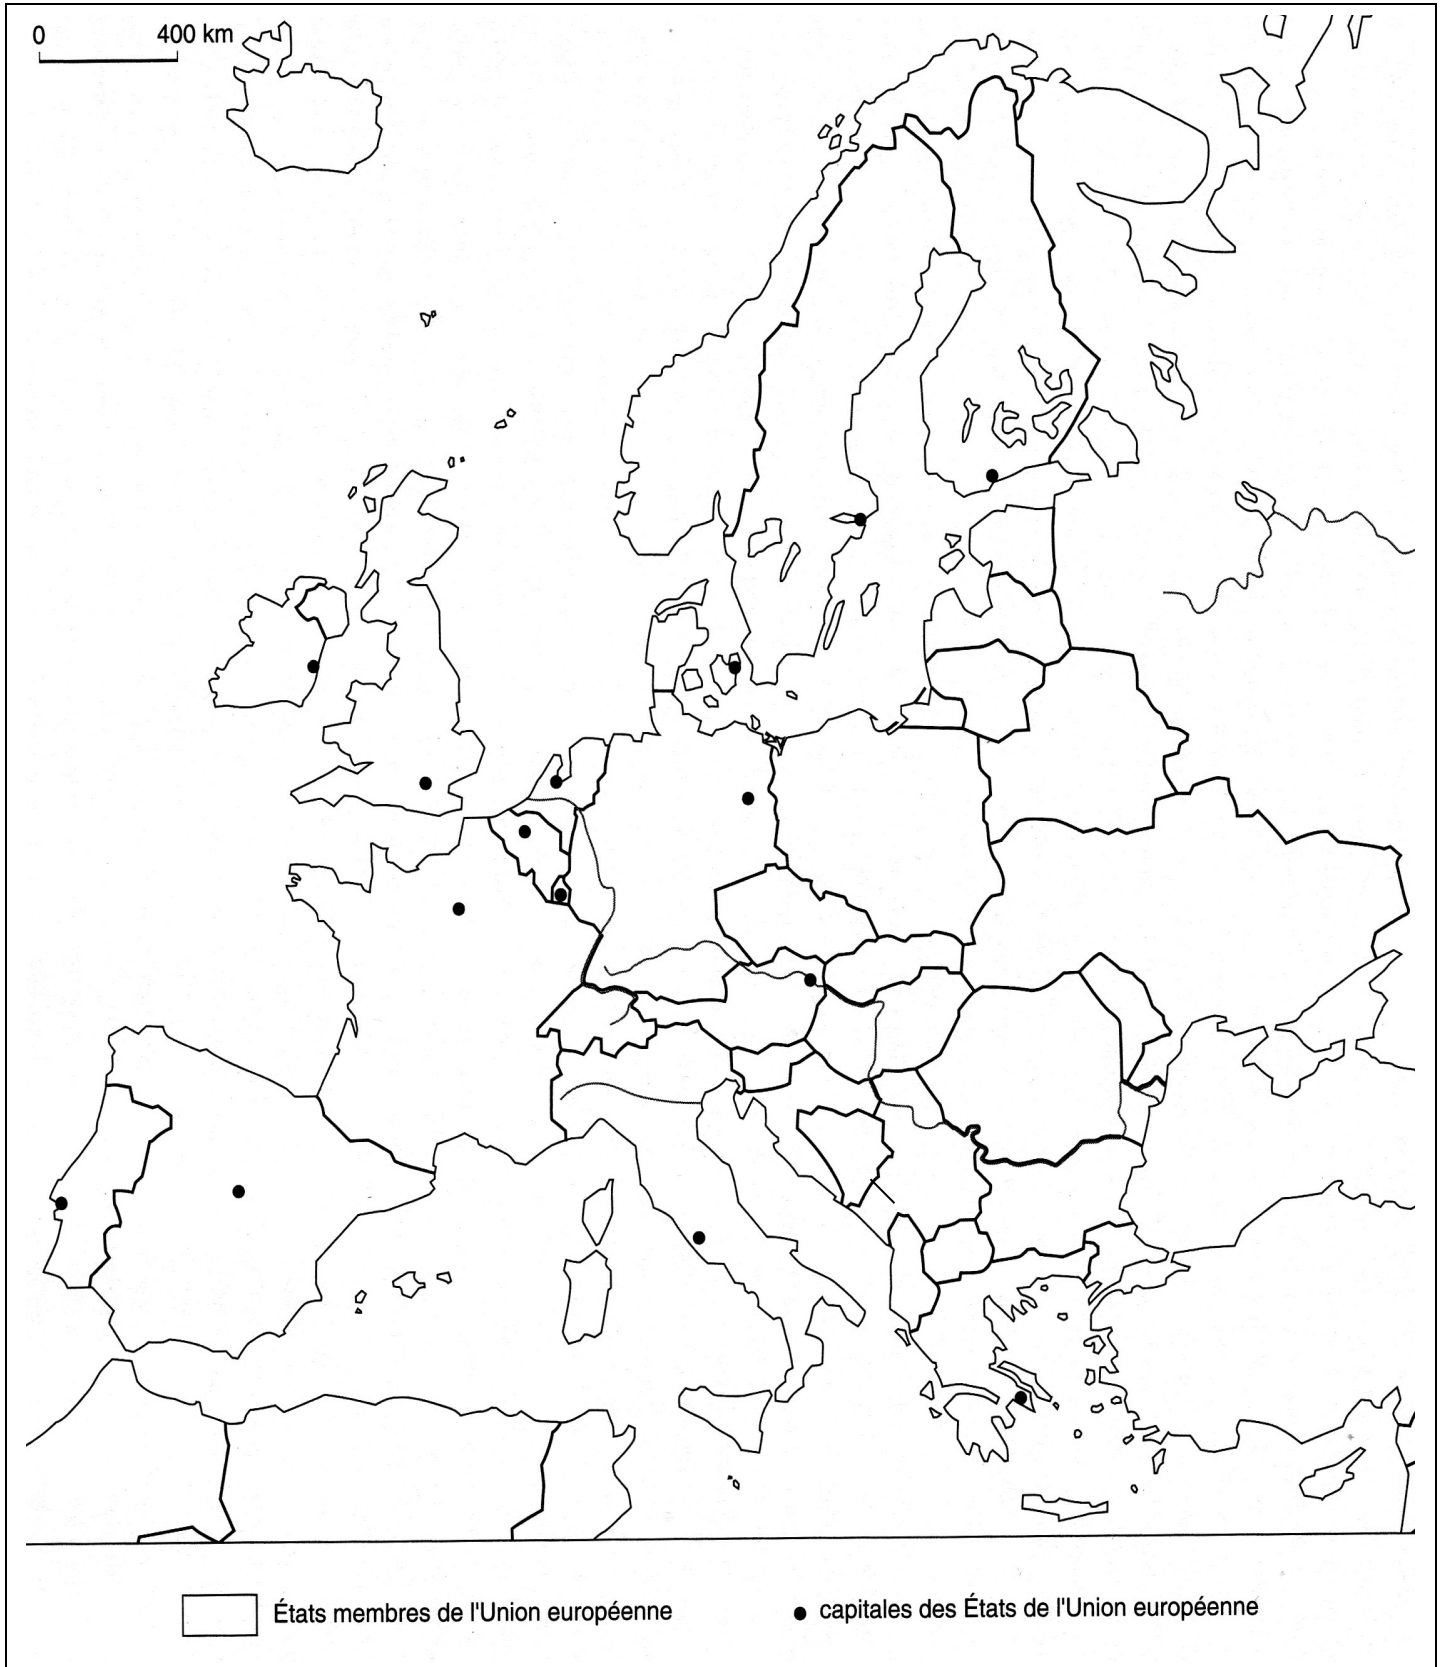 0 400 km
États membres de l'Union européenne
capitales des États de l'Union européenne